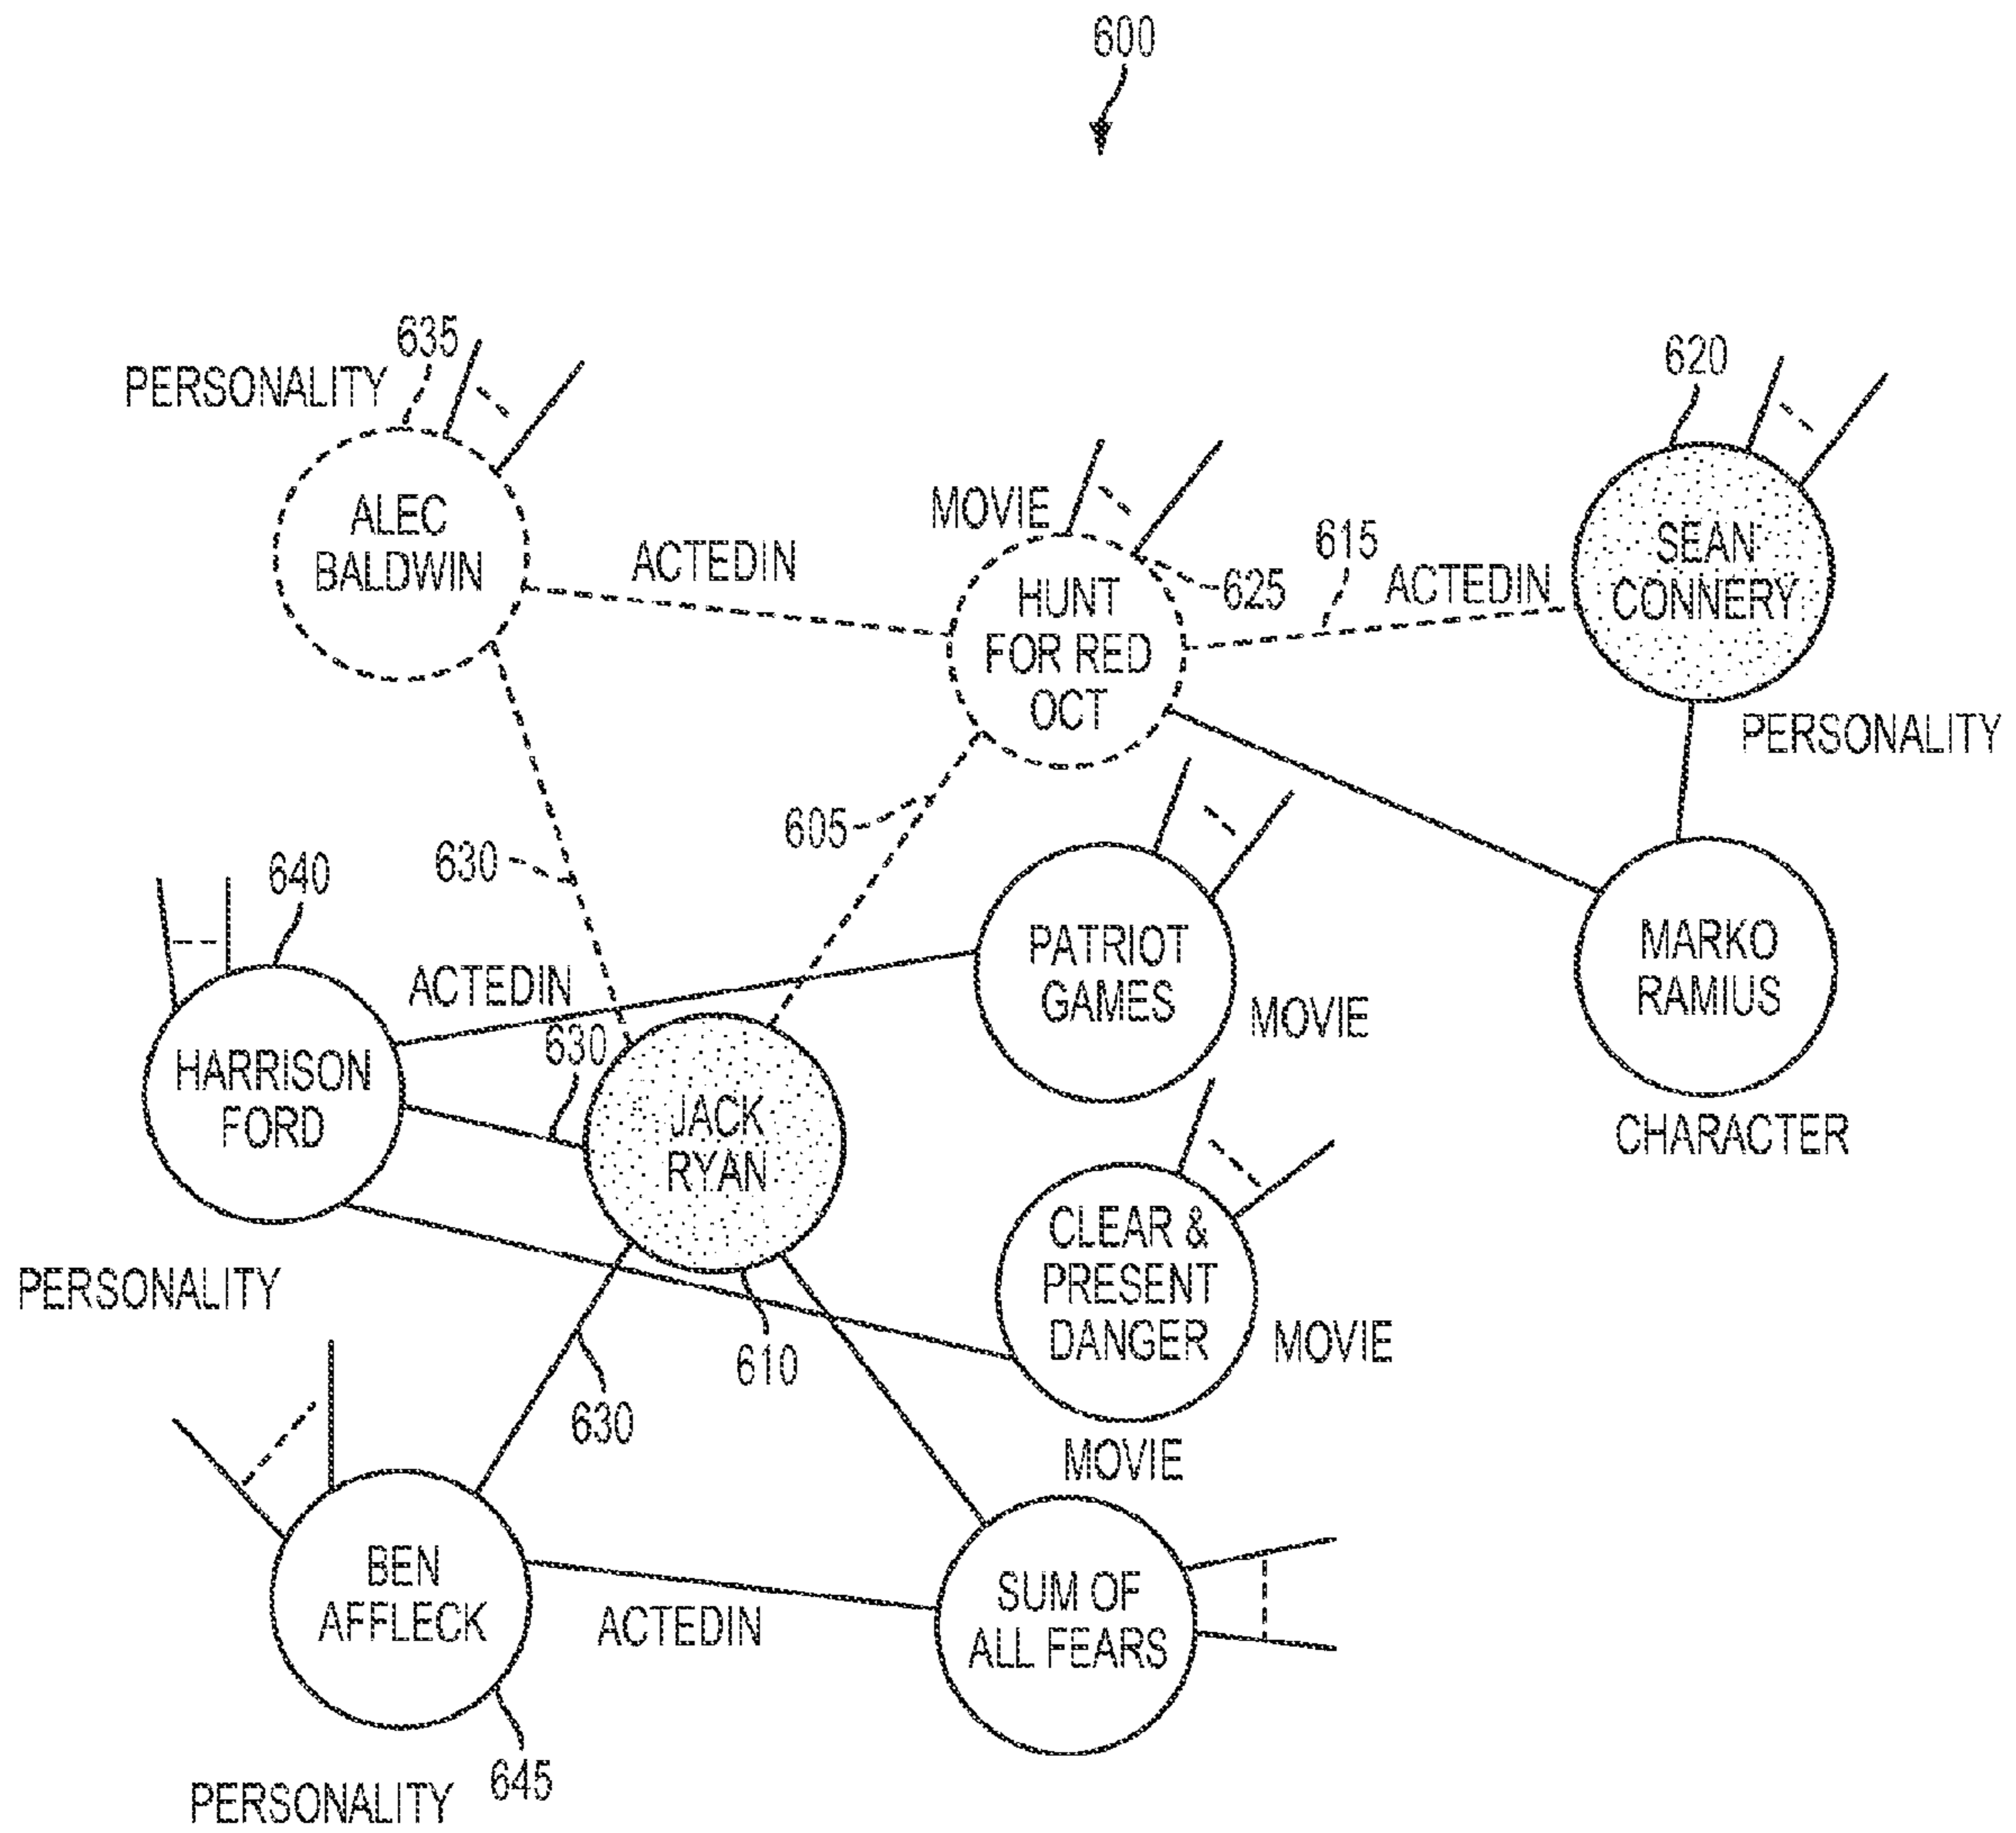 600
635
PERSONALITY
ALEC
BALDWIN
ACTEDIN
MOVIE
HUNT
FOR RED
OCT
625
615
ACTEDIN
620
SEAN
CONNERY
PERSONALITY
605
630
640
ACTEDIN
630
HARRISON
FORD
PERSONALITY
JACK
RYAN
610
PATRIOT
GAMES
MOVIE
MARKO
RAMIUS
CHARACTER
CLEAR &
PRESENT
DANGER
MOVIE
630
MOVIE
BEN
AFFLECK
ACTEDIN
SUM OF
ALL FEARS
645
PERSONALITY